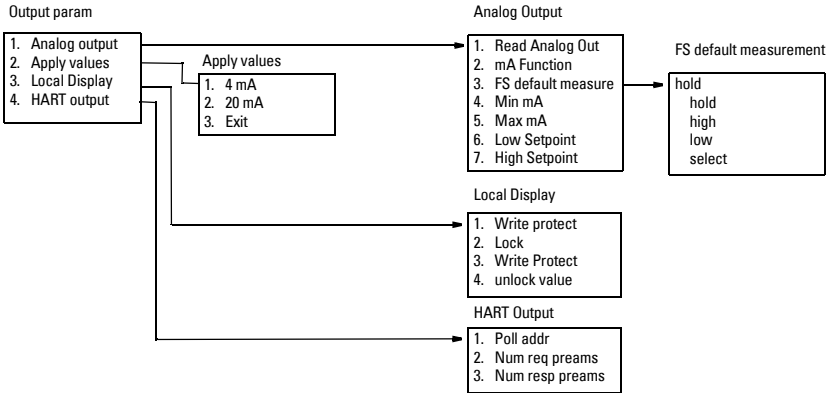 Output param
1. Analog output
2. Apply values
3. Local Display
4. HART output
Apply values
1. 4 mA
2. 20 mA
3. Exit
Analog Output
1. Read Analog Out
2. mA Function
3. FS default measure
4. Min mA
5. Max mA
6. Low Setpoint
7. High Setpoint
FS default measurement
hold
hold
high
low
select
Local Display
1. Write protect
2. Lock
3. Write Protect
4. unlock value
HART Output
1. Poll addr
2. Num req preams
3. Num resp preams